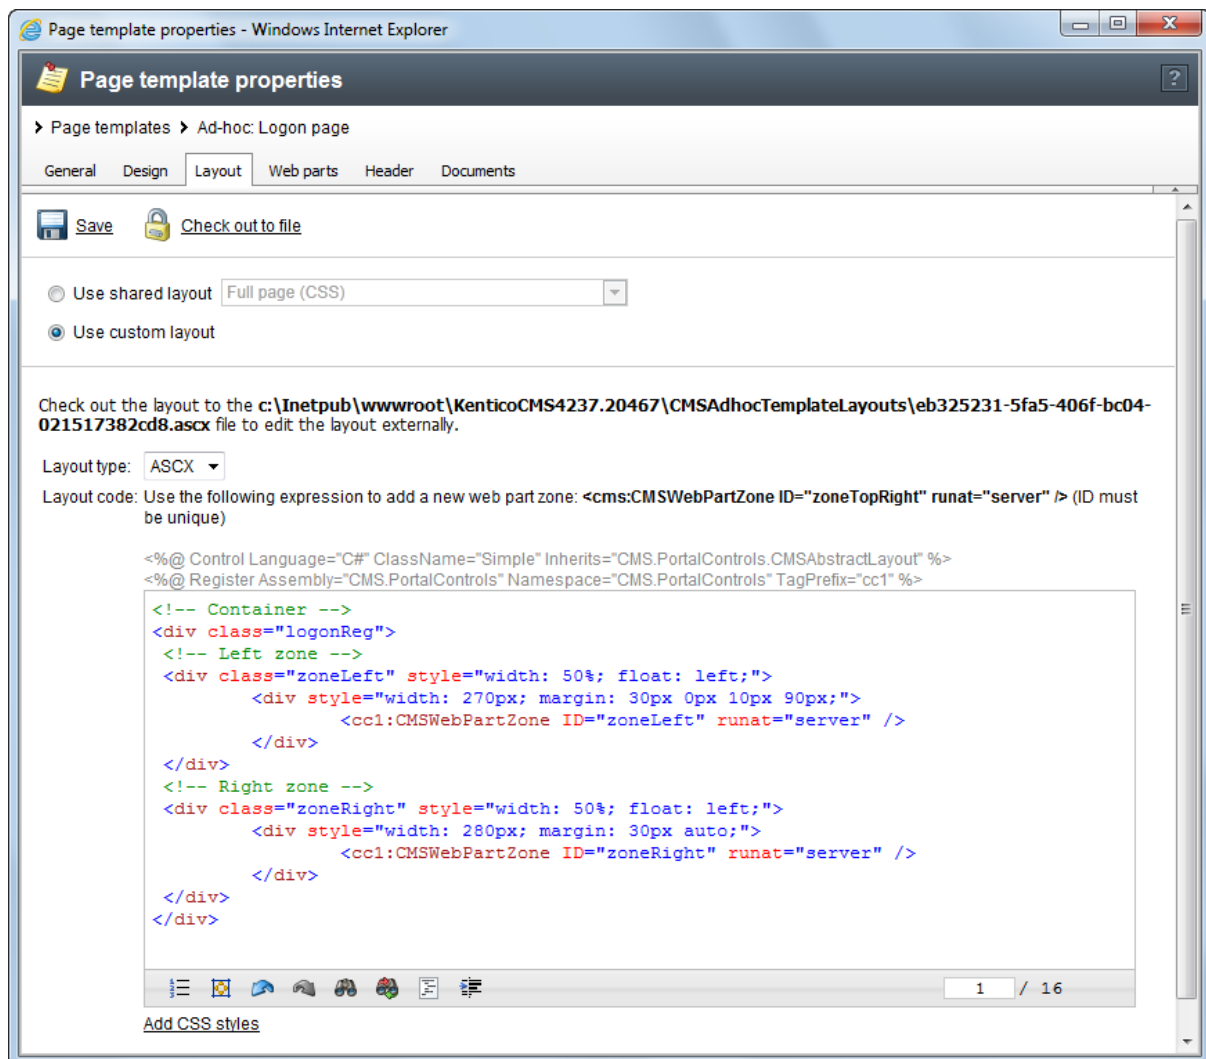 Page template properties - Windows Internet Explorer
Page template properties
?
Page templates Ad-hoc: Logon page
General Design Layout Web parts Header Documents
Save Check out to file
Use shared layout Full page (CSS)
Use custom layout
Check out the layout to the c:\Inetpub\wwwroot\KenticoCMS4237.20467\CMSAdhocTemplateLayouts\eb325231-5fa5-406f-bc04-
021517382cd8.ascx file to edit the layout externally.
Layout type: ASCX
Layout code: Use the following expression to add a new web part zone: <cms:CMSWebPartZone ID="zoneTopRight" runat="server" /> (ID must
be unique)
<%@ Control Language="C#" ClassName="Simple" Inherits="CMS.PortalControls.CMSAbstractLayout" %>
<%@ Register Assembly="CMS.PortalControls" Namespace="CMS.PortalControls" TagPrefix="cc1" %>
<!-- Container -->
<div class="logonReg">
<!-- Left zone -->
<div class="zoneLeft" style="width: 50%; float: left;">
<div style="width: 270px; margin: 30px 0px 10px 90px;">
<cc1:CMSWebPartZone ID="zoneLeft" runat="server" />
</div>
</div>
<!-- Right zone -->
<div class="zoneRight" style="width: 50%; float: left;">
<div style="width: 280px; margin: 30px auto;">
<cc1:CMSWebPartZone ID="zoneRight" runat="server" />
</div>
</div>
</div>
1 / 16
Add CSS styles